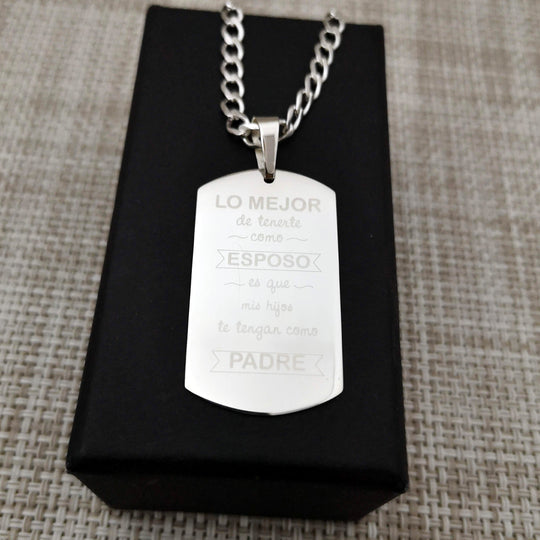 LO MEJOR
de tenerte
como
ESPOSO
es que
mis hijos
te tengan como
PADRE